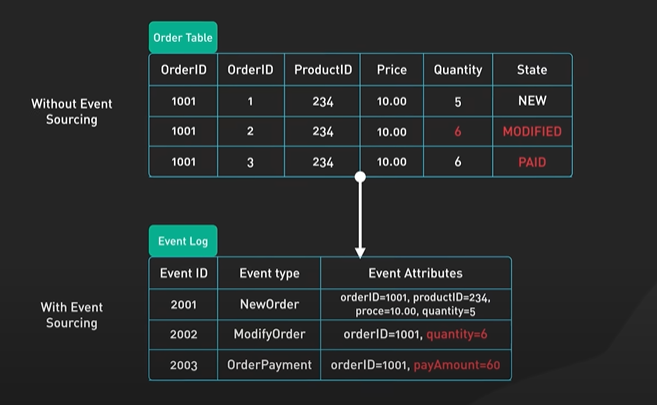 Order Table
OrderID OrderID ProductID Price Quantity State
Without Event
Sourcing
1001 1 234 10.00 5 NEW
1001 2 234 10.00 6 MODIFIED
1001 3 234 10.00 6 PAID
Event Log
Event ID Event type Event Attributes
With Event
Sourcing
2001 NewOrder orderID=1001, productID=234,
proce=10.00, quantity=5
2002 ModifyOrder orderID=1001, quantity=6
2003 OrderPayment orderID=1001, payAmount=60